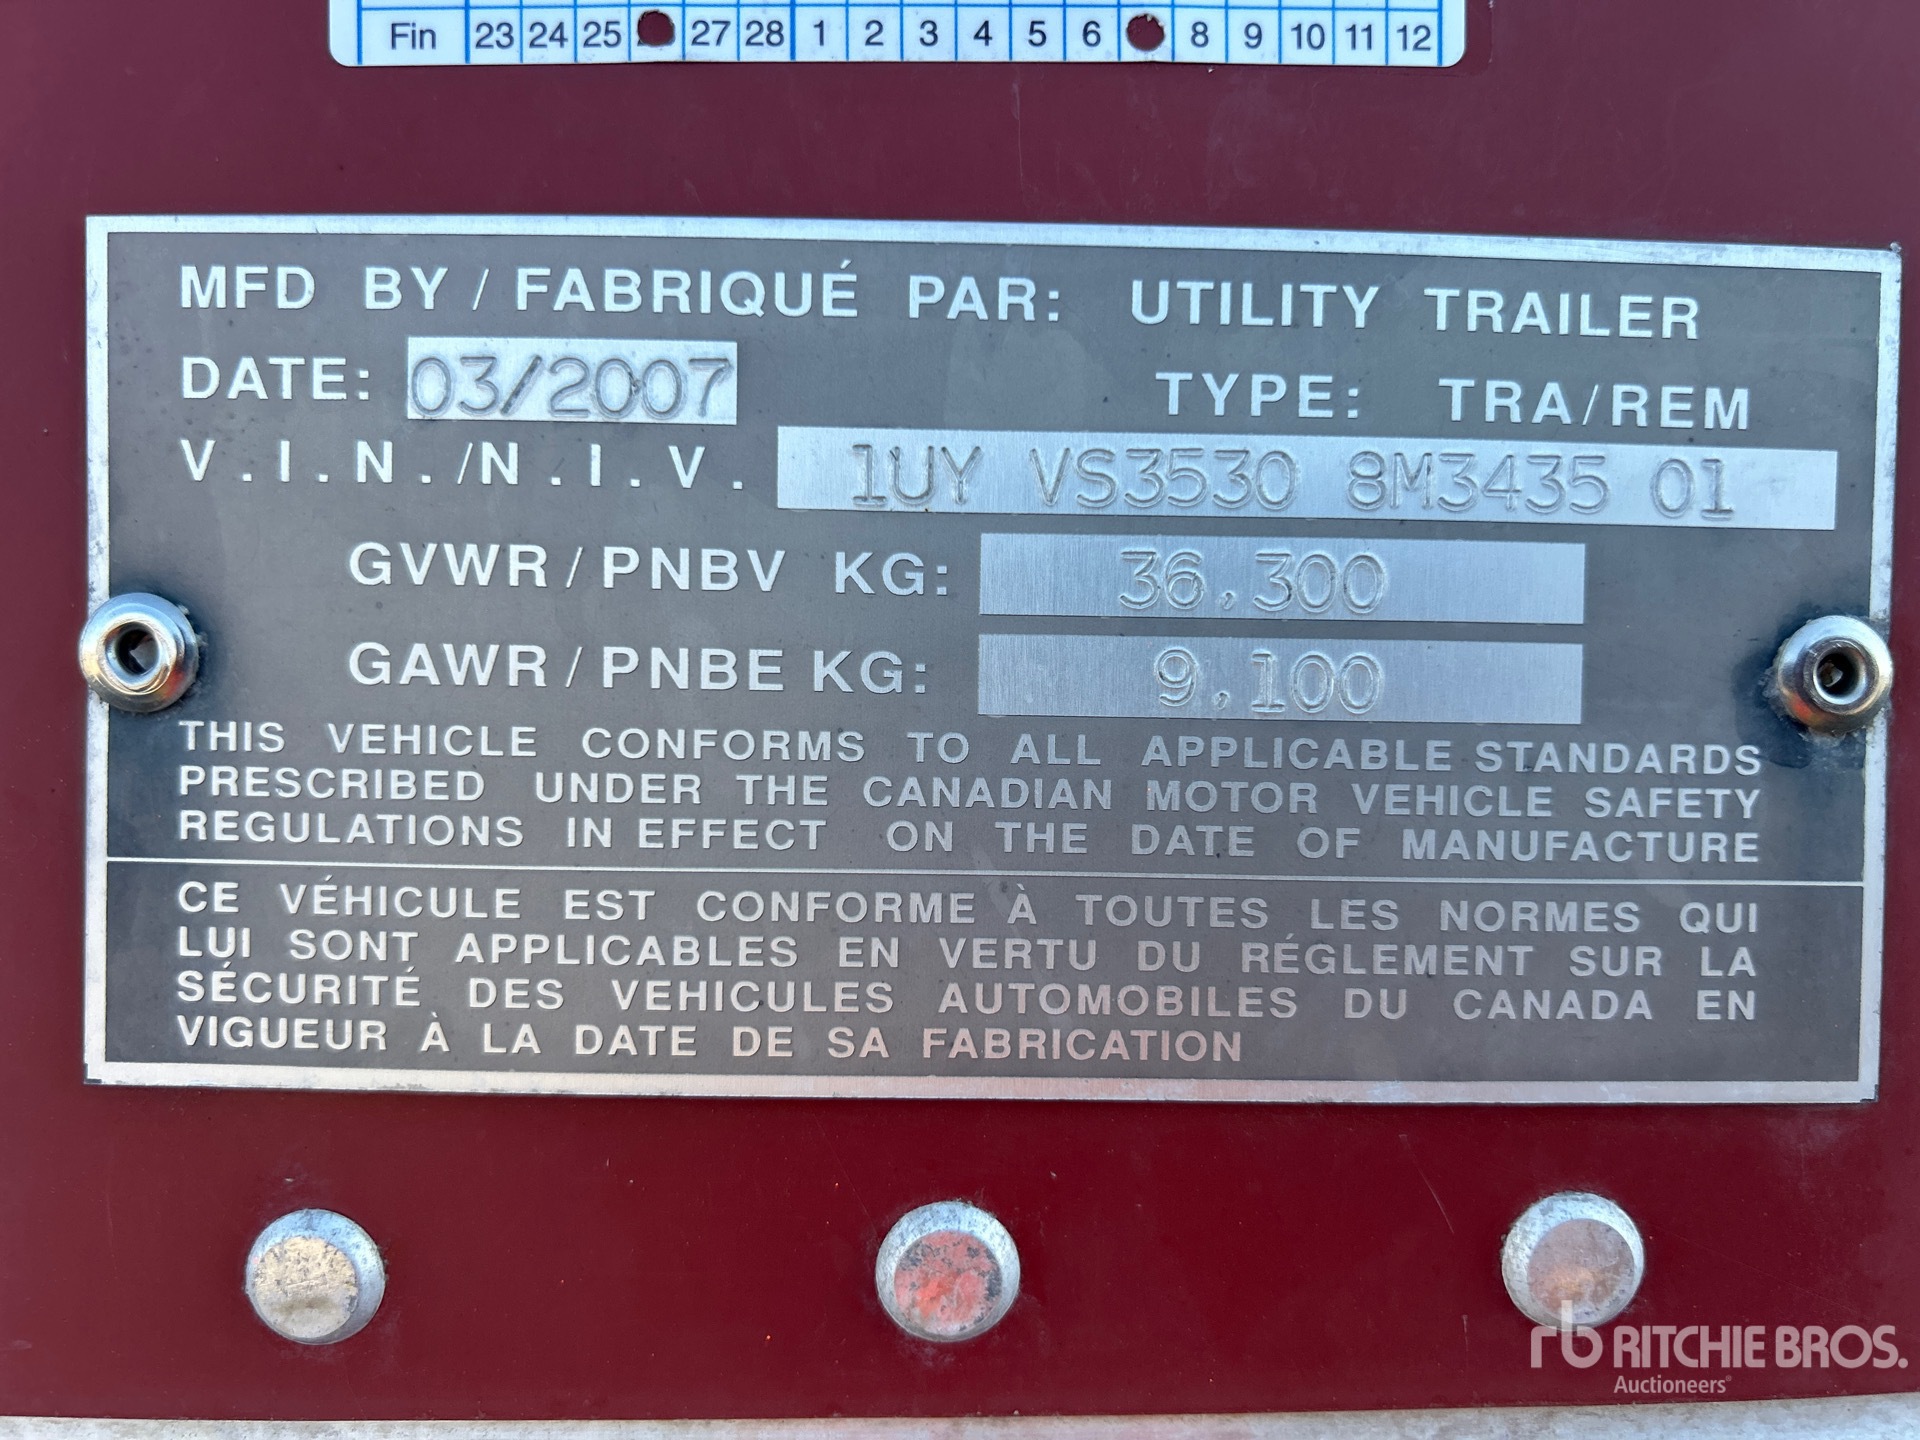 Fin 23 24 25 27 28 1 2 3 4 5 6 8 9 10 11 12
MFD BY / FABRIQUÉ PAR: UTILITY TRAILER
DATE: 03/2007 TYPE: TRA/REM
V.I.N./N.I.V. 1UY VS3530 8M3435 01
GVWR / PNBV KG: 36,300
GAWR / PNBE KG: 9,100
THIS VEHICLE CONFORMS TO ALL APPLICABLE STANDARDS
PRESCRIBED UNDER THE CANADIAN MOTOR VEHICLE SAFETY
REGULATIONS IN EFFECT ON THE DATE OF MANUFACTURE
CE VÉHICULE EST CONFORME À TOUTES LES NORMES QUI
LUI SONT APPLICABLES EN VERTU DU RÉGLEMENT SUR LA
SÉCURITÉ DES VEHICULES AUTOMOBILES DU CANADA EN
VIGUEUR À LA DATE DE SA FABRICATION
rb RITCHIE BROS.
Auctioneers